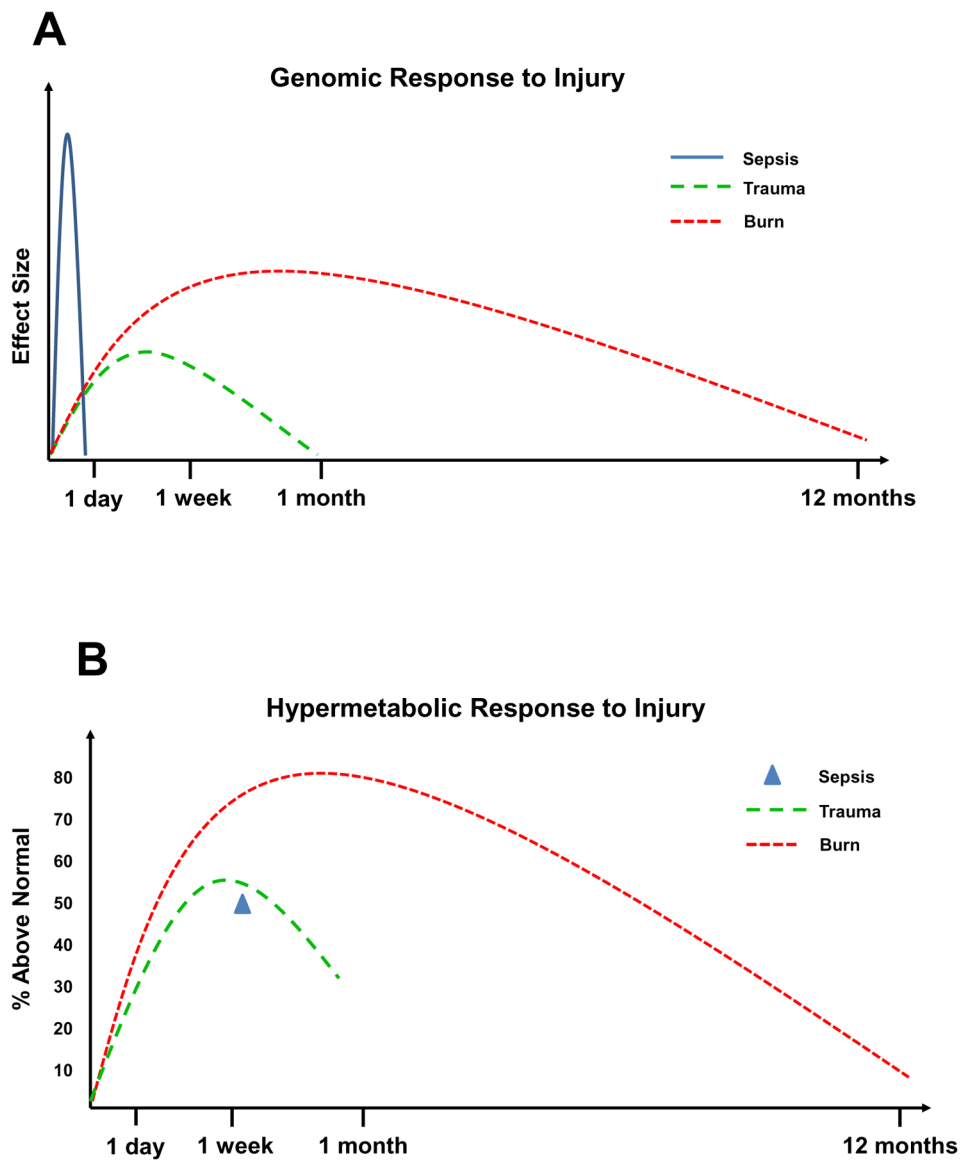 A
Genomic Response to Injury
Sepsis
Trauma
Burn
Effect Size
1 day
1 week
1 month
12 months
B
Hypermetabolic Response to Injury
Sepsis
Trauma
Burn
% Above Normal
80
70
60
50
40
30
20
10
1 day
1 week
1 month
12 months